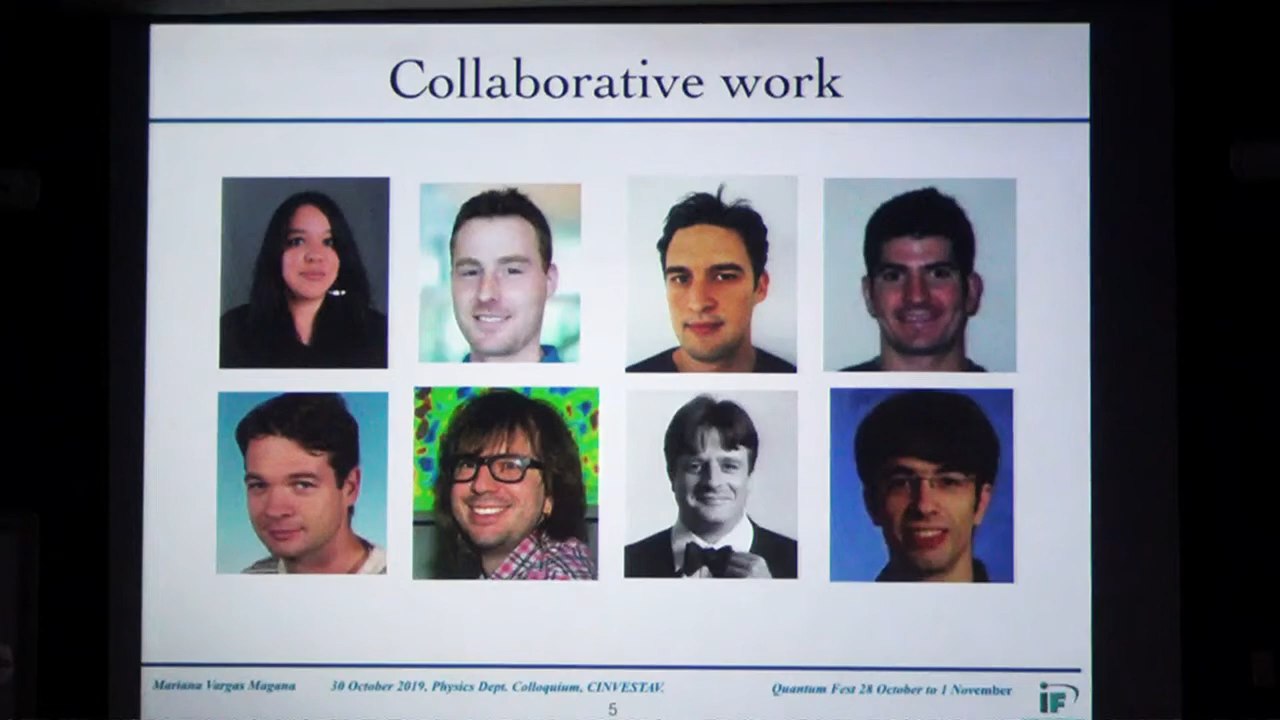 Collaborative work
Mariana Vargas Magana 30 October 2019, Physics Dept. Colloquium, CINVESTAV. Quantum Fest 28 October to 1 November
5
iF